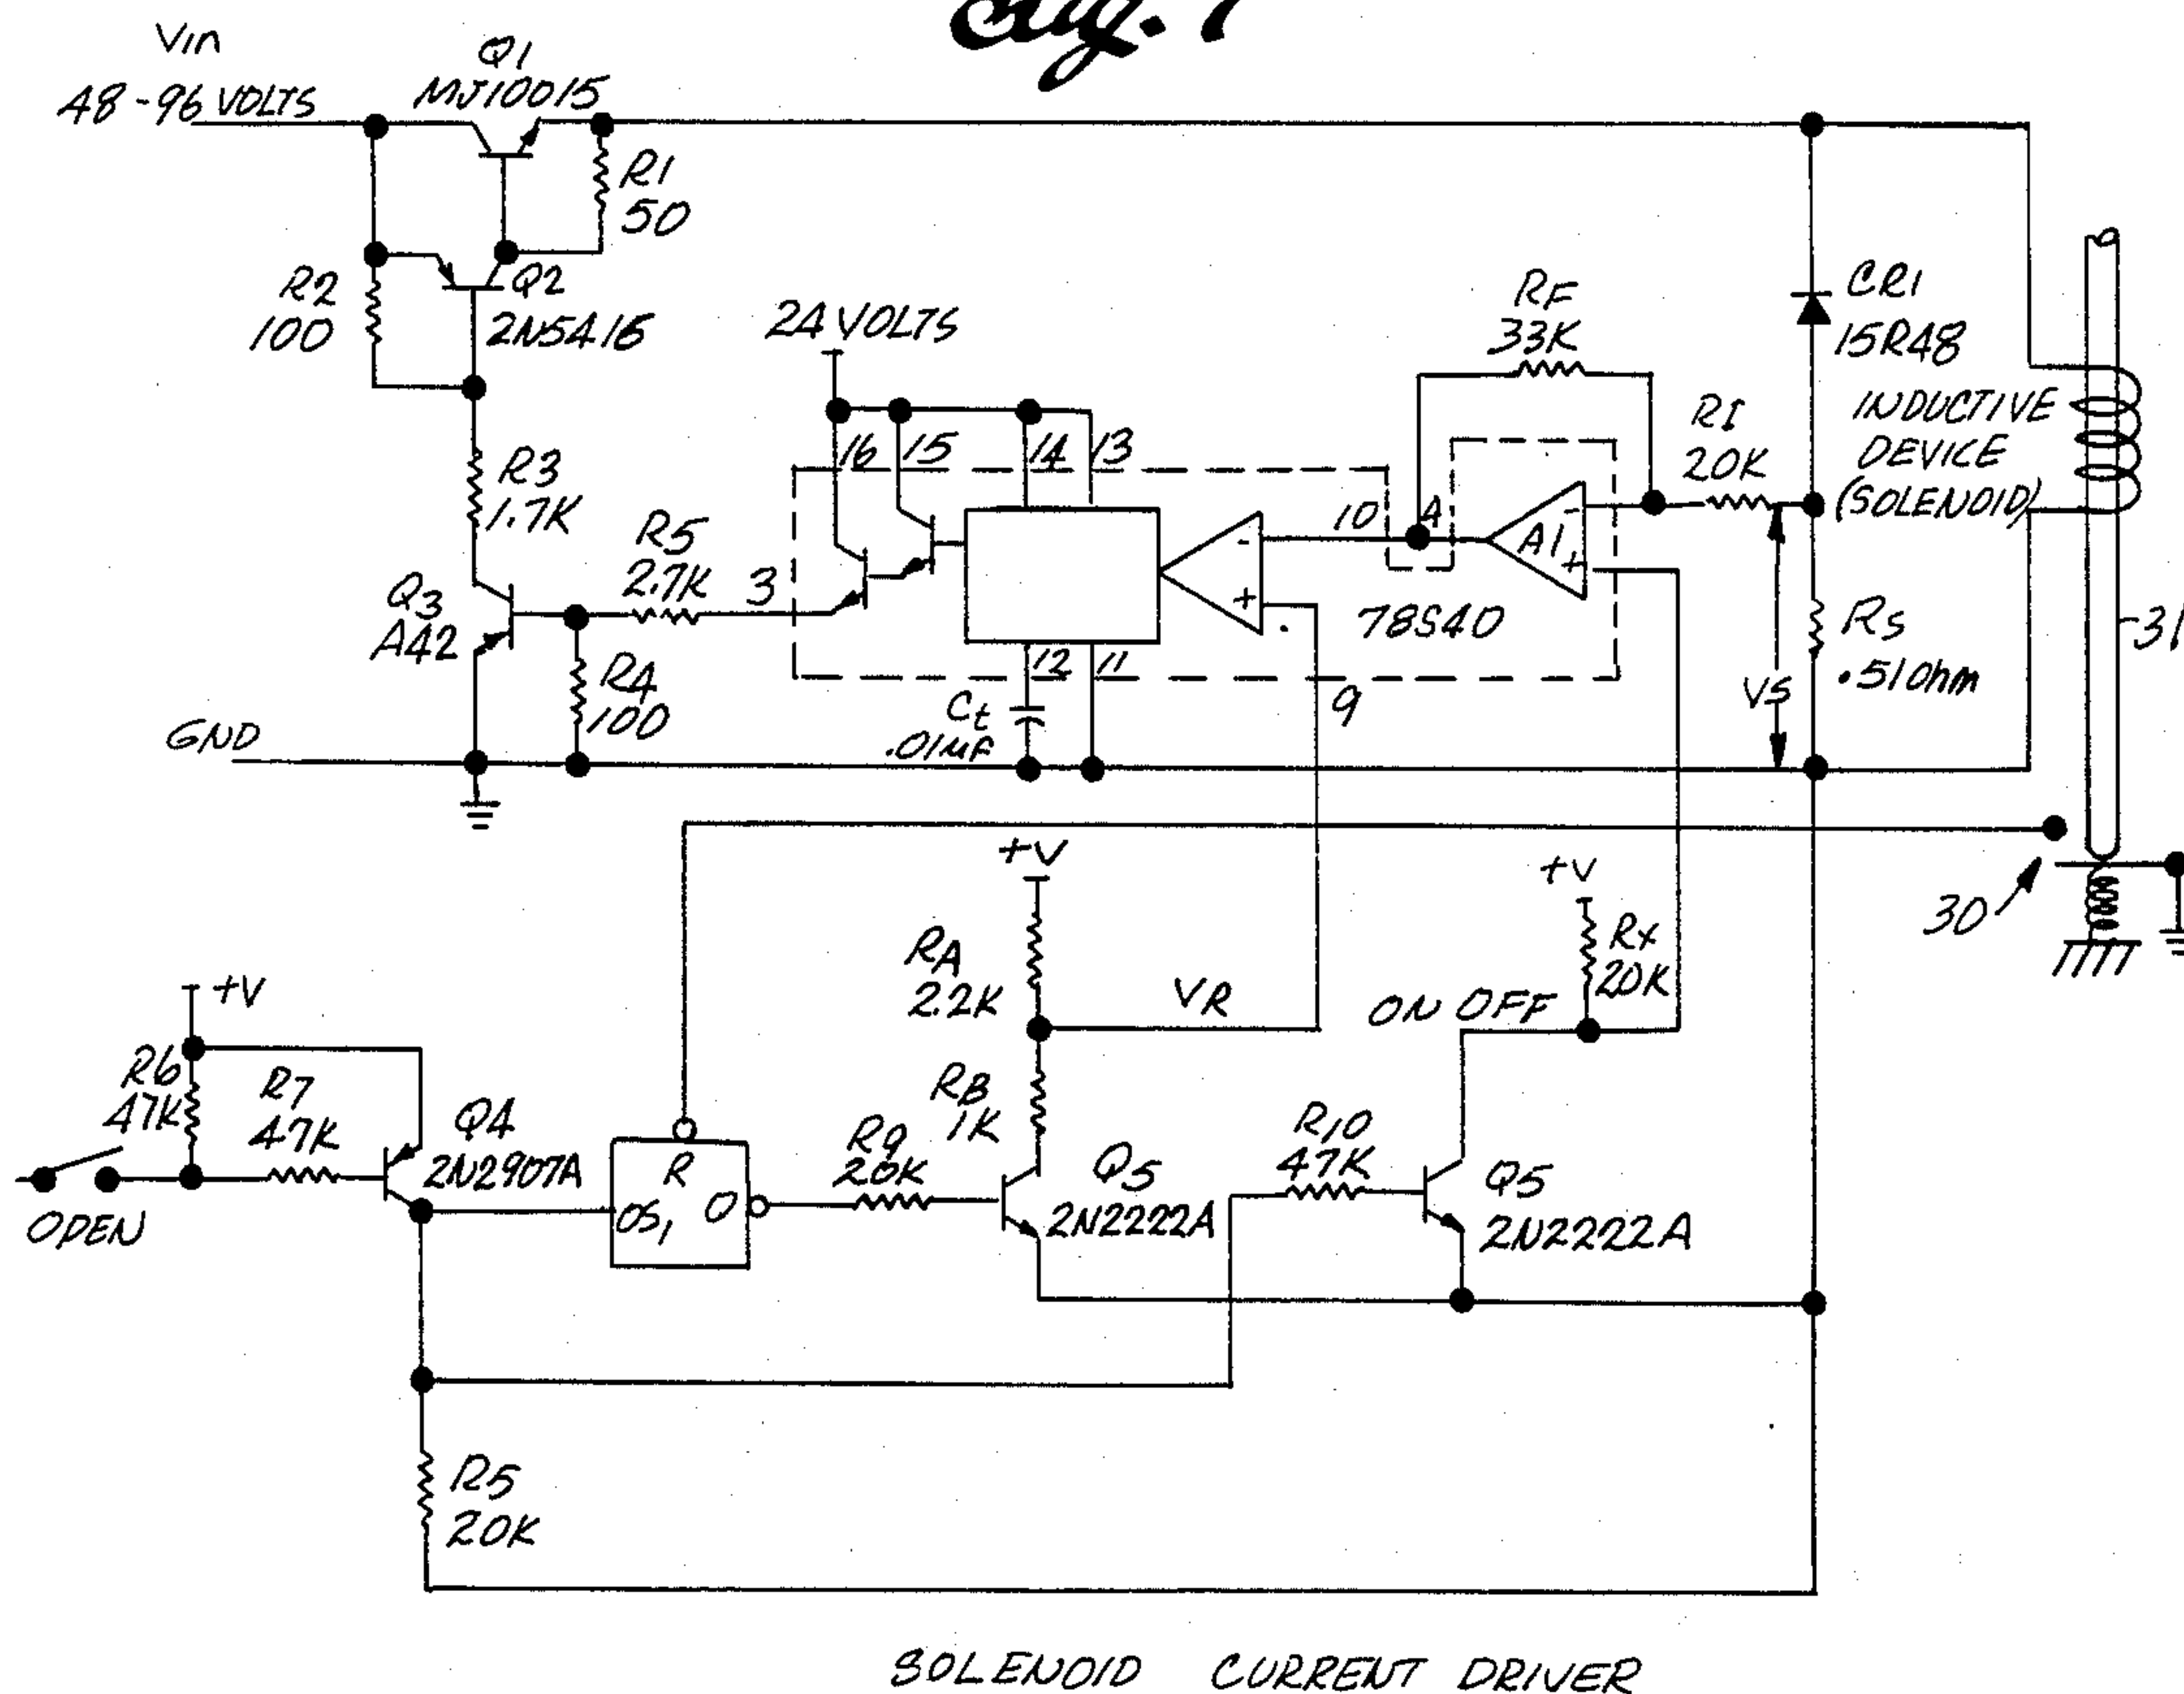 Fig. 1
Vin
48-96 VOLTS
Q1
MJ10015
R1
50
R2
100
Q2
2N5416
24 VOLTS
RF
33K
CR1
15R48
INDUCTIVE
DEVICE
(SOLENOID)
RI
20K
16 15 14 13
R3
1.7K
R5
2.7K
3
10 A
A1
-
+
-
+
78S40
Q3
A42
R4
100
12 11
Ct
.01MF
9
VS
RS
.51Ohm
31
GND
+V
+V
30
RA
2.2K
VR
ON OFF
RX
20K
+V
R6
47K
R7
47K
Q4
2N2907A
RB
1K
R9
20K
R10
47K
Q5
2N2222A
Q5
2N2222A
R
OS1 O
OPEN
R5
20K
SOLENOID CURRENT DRIVER